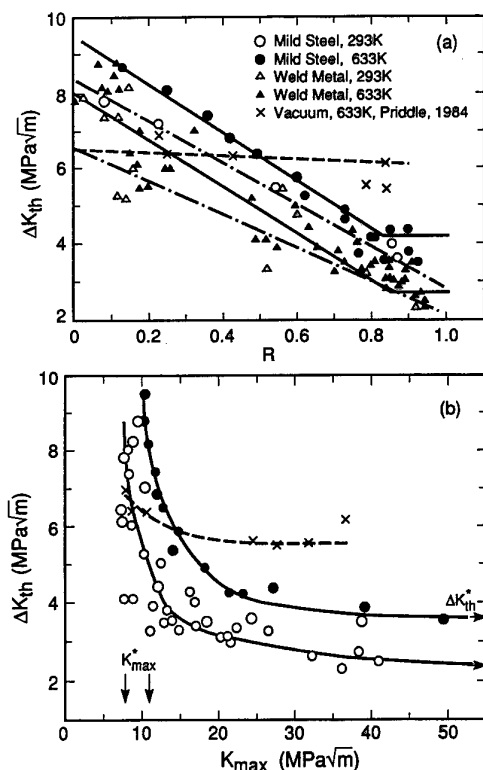 10
(a)
○ Mild Steel, 293K
● Mild Steel, 633K
△ Weld Metal, 293K
▲ Weld Metal, 633K
× Vacuum, 633K, Priddle, 1984
8
6
4
2
ΔKth (MPa√m)
0 0.2 0.4 0.6 0.8 1.0
R
10
(b)
8
6
4
2
ΔKth (MPa√m)
ΔK*th
K*max
0 10 20 30 40 50
Kmax (MPa√m)